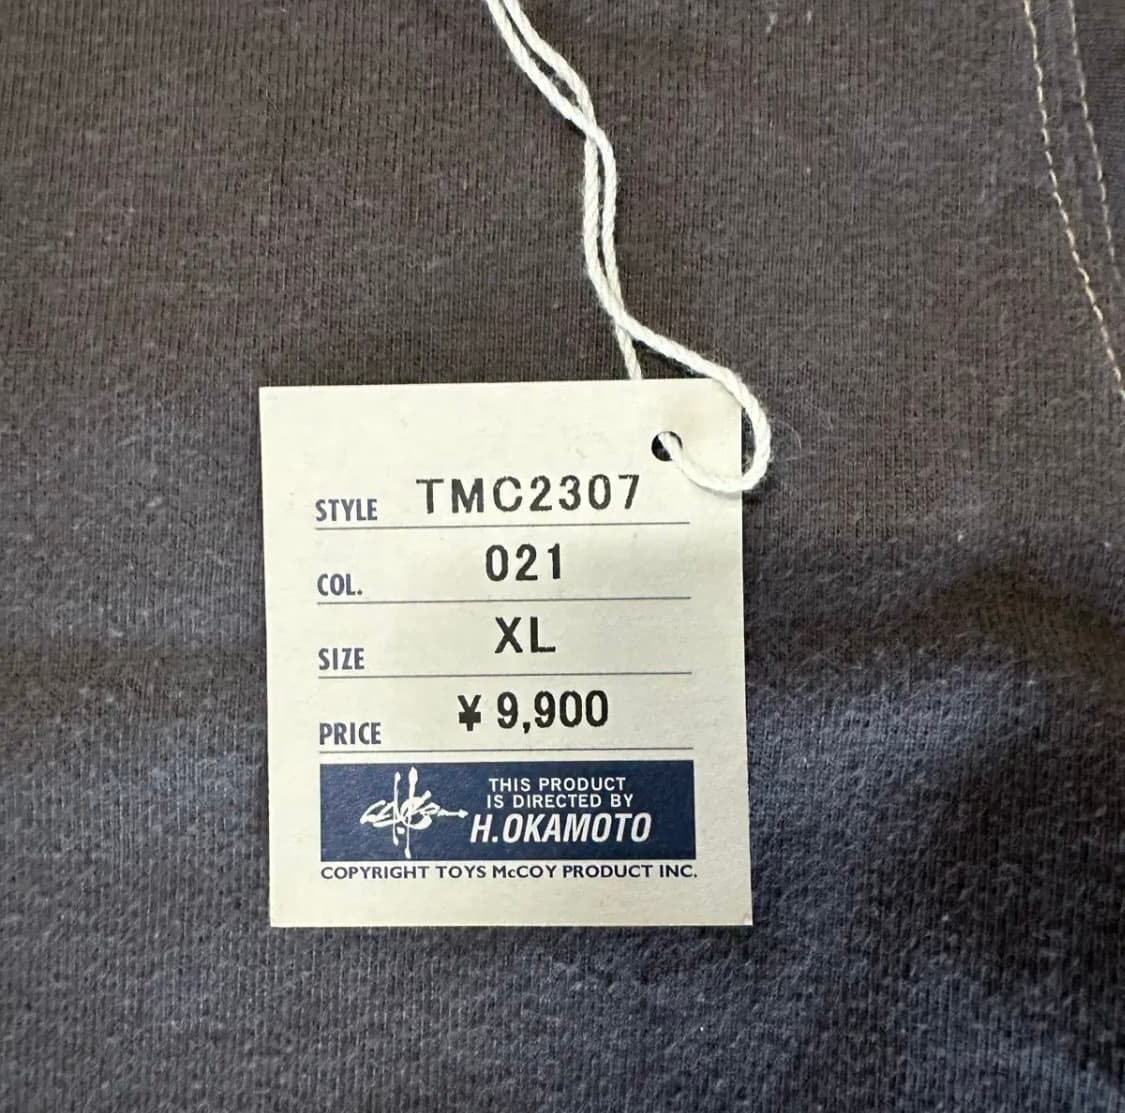 STYLE TMC2307
COL. 021
SIZE XL
PRICE ¥ 9,900
THIS PRODUCT
IS DIRECTED BY
H.OKAMOTO
COPYRIGHT TOYS McCOY PRODUCT INC.